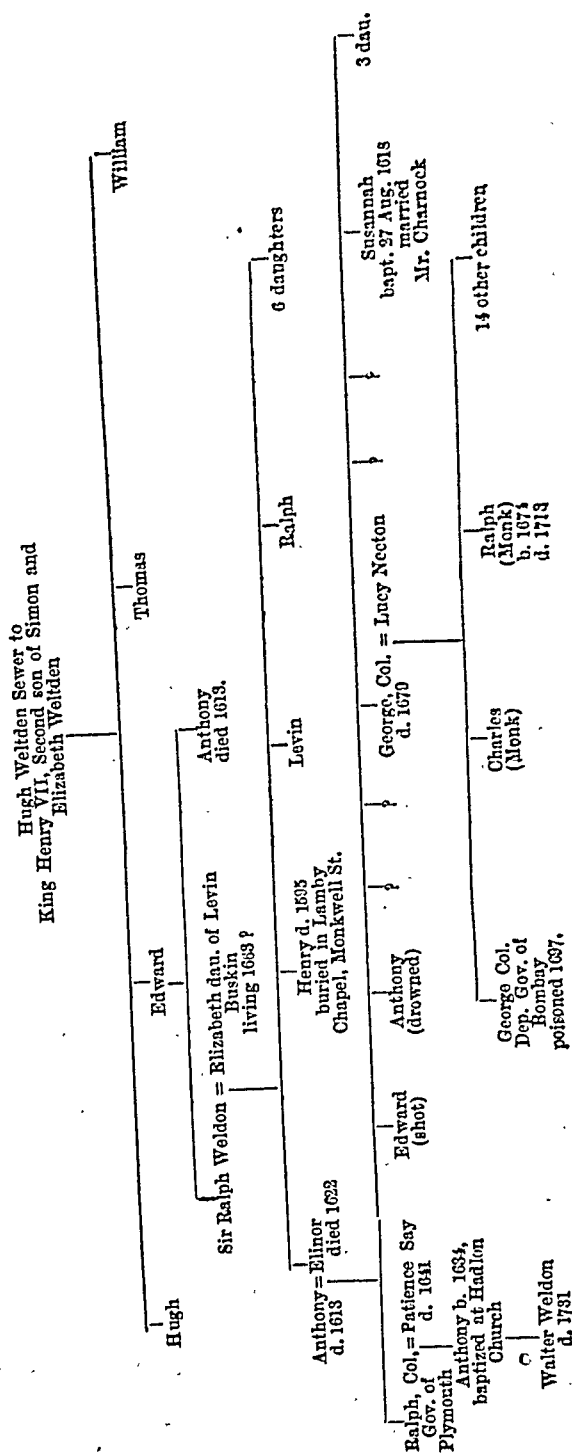 Hugh Weltden Sewer to
King Henry VII, Second son of Simon and
Elizabeth Weltden
Hugh
Edward
Thomas
William
Sir Ralph Weldon = Elizabeth dau. of Levin
Buskin
living 1663 ?
Anthony
died 1613.
Anthony = Elinor
d. 1613 died 1622
Henry d. 1595
buried in Lamby
Chapel, Monkwell St.
Levin
Ralph
6 daughters
Ralph, Col, = Patience Say
Gov. of d. 1641
Plymouth
Edward
(shot)
Anthony
(drowned)
?
?
George, Col. = Lucy Necton
d. 1670
?
?
Susannah
bapt. 27 Aug. 1618
married
Mr. Charnock
3 dau.
Anthony b. 1634,
baptized at Hadlon
Church
Walter Weldon
d. 1731
George Col.
Dep. Gov. of
Bombay
poisoned 1697.
Charles
(Monk)
Ralph
(Monk)
b. 1674
d. 1713
14 other children